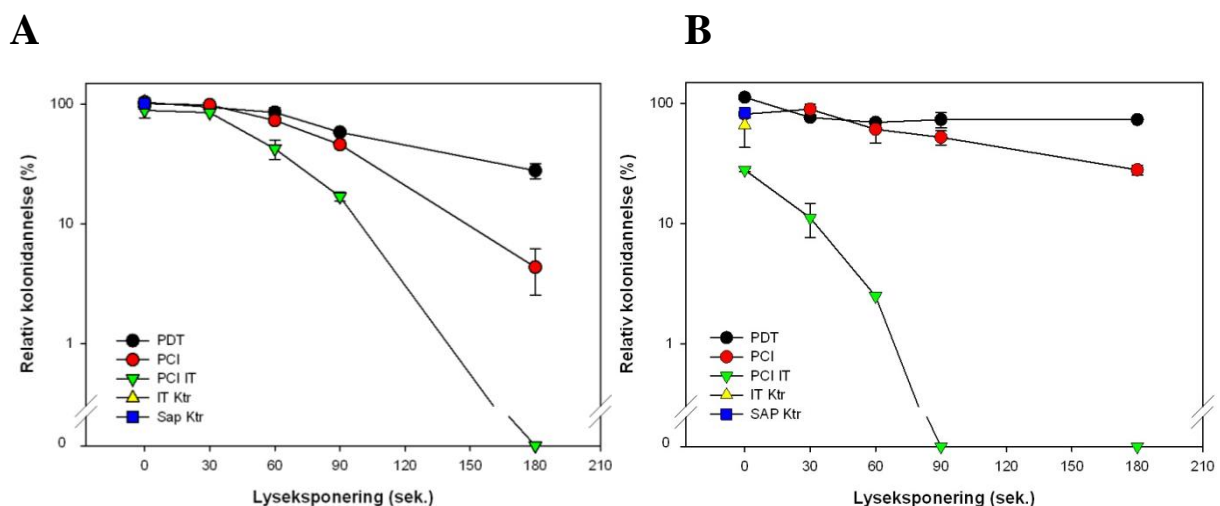 A
Relativ kolonidannelse (%)
100
10
1
0
PDT
PCI
PCI IT
IT Ktr
Sap Ktr
0 30 60 90 120 150 180 210
Lyseksponering (sek.)
B
Relativ kolonidannelse (%)
100
10
1
0
PDT
PCI
PCI IT
IT Ktr
SAP Ktr
0 30 60 90 120 150 180 210
Lyseksponering (sek.)